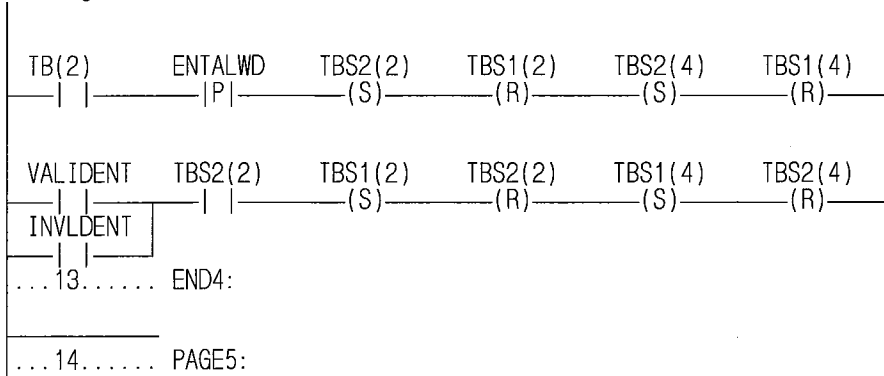 TB(2) ENTALWD TBS2(2) TBS1(2) TBS2(4) TBS1(4)
P (S) (R) (S) (R)
VALIDENT TBS2(2) TBS1(2) TBS2(2) TBS1(4) TBS2(4)
(S) (R) (S) (R)
INVLDENT
...13...... END4:
...14...... PAGE5: